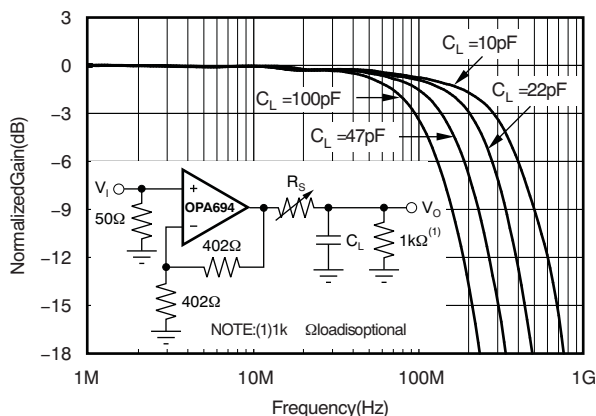 0
C_L =10pF
C_L =100pF
C_L =22pF
-3
C_L =47pF
NormalizedGain(dB)
-6
R_S
V_I
+
OPA694
-9
V_O
50Ω
−
402Ω
C_L
1kΩ(1)
-12
402Ω
-15
NOTE:(1)1k Ωloadisoptional
-18
1M 10M 100M 1G
Frequency(Hz)